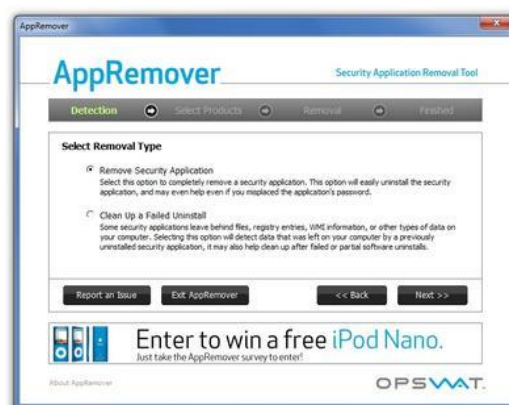 AppRemover
AppRemover
Security Application Removal Tool
Detection
Select Products
Removal
Finished
Select Removal Type
Remove Security Application
Select this option to completely remove a security application. This option will easily uninstall the security
application, and may even help even if you misplaced the application's password.
Clean Up a Failed Uninstall
Some security applications leave behind files, registry entries, WMI information, or other types of data on
your computer. Selecting this option will detect data that was left on your computer by a previously
uninstalled security application, it may also help clean up after failed or partial software uninstalls.
Report an Issue
Exit AppRemover
<< Back
Next >>
Enter to win a free iPod Nano.
Just take the AppRemover survey to enter!
About AppRemover
OPSWAT.